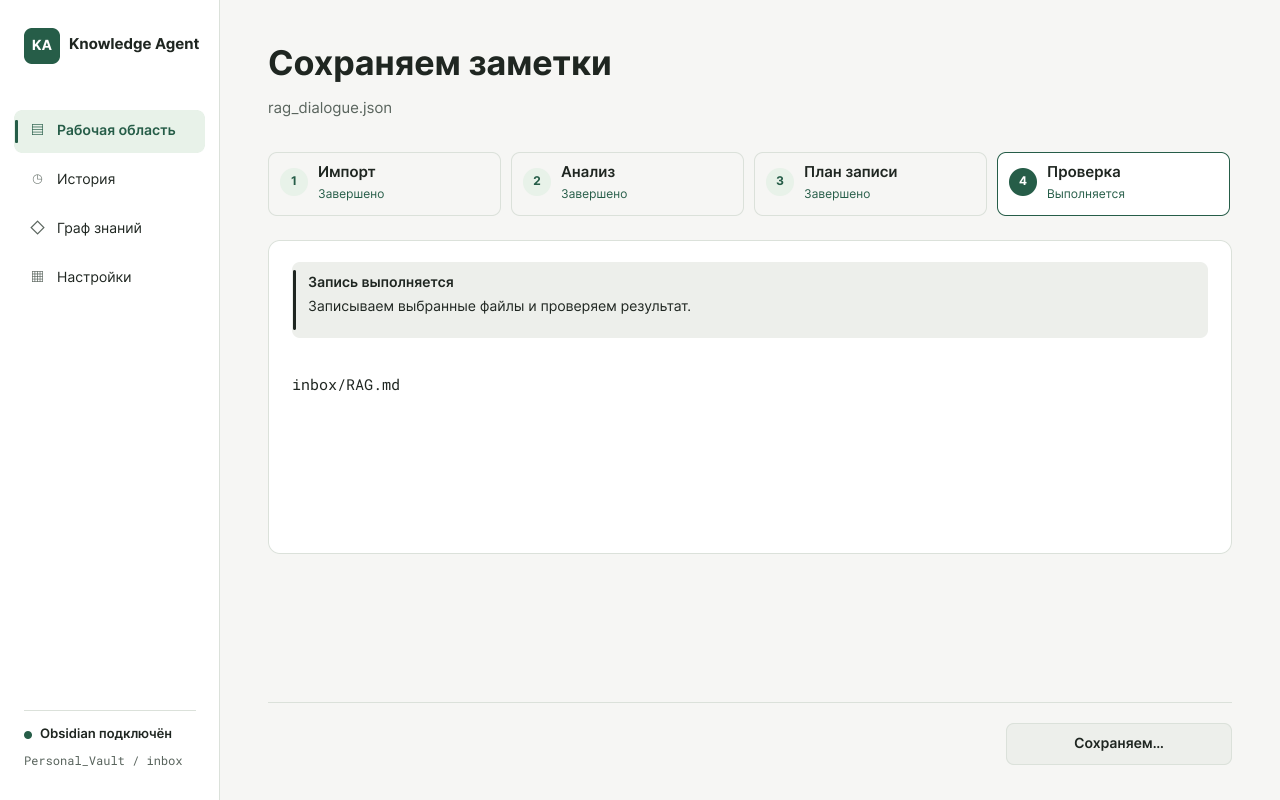 KA
Knowledge Agent
Рабочая область
История
Граф знаний
Настройки
Obsidian подключён
Personal_Vault / inbox
Сохраняем заметки
rag_dialogue.json
1
Импорт
Завершено
2
Анализ
Завершено
3
План записи
Завершено
4
Проверка
Выполняется
Запись выполняется
Записываем выбранные файлы и проверяем результат.
inbox/RAG.md
Сохраняем…